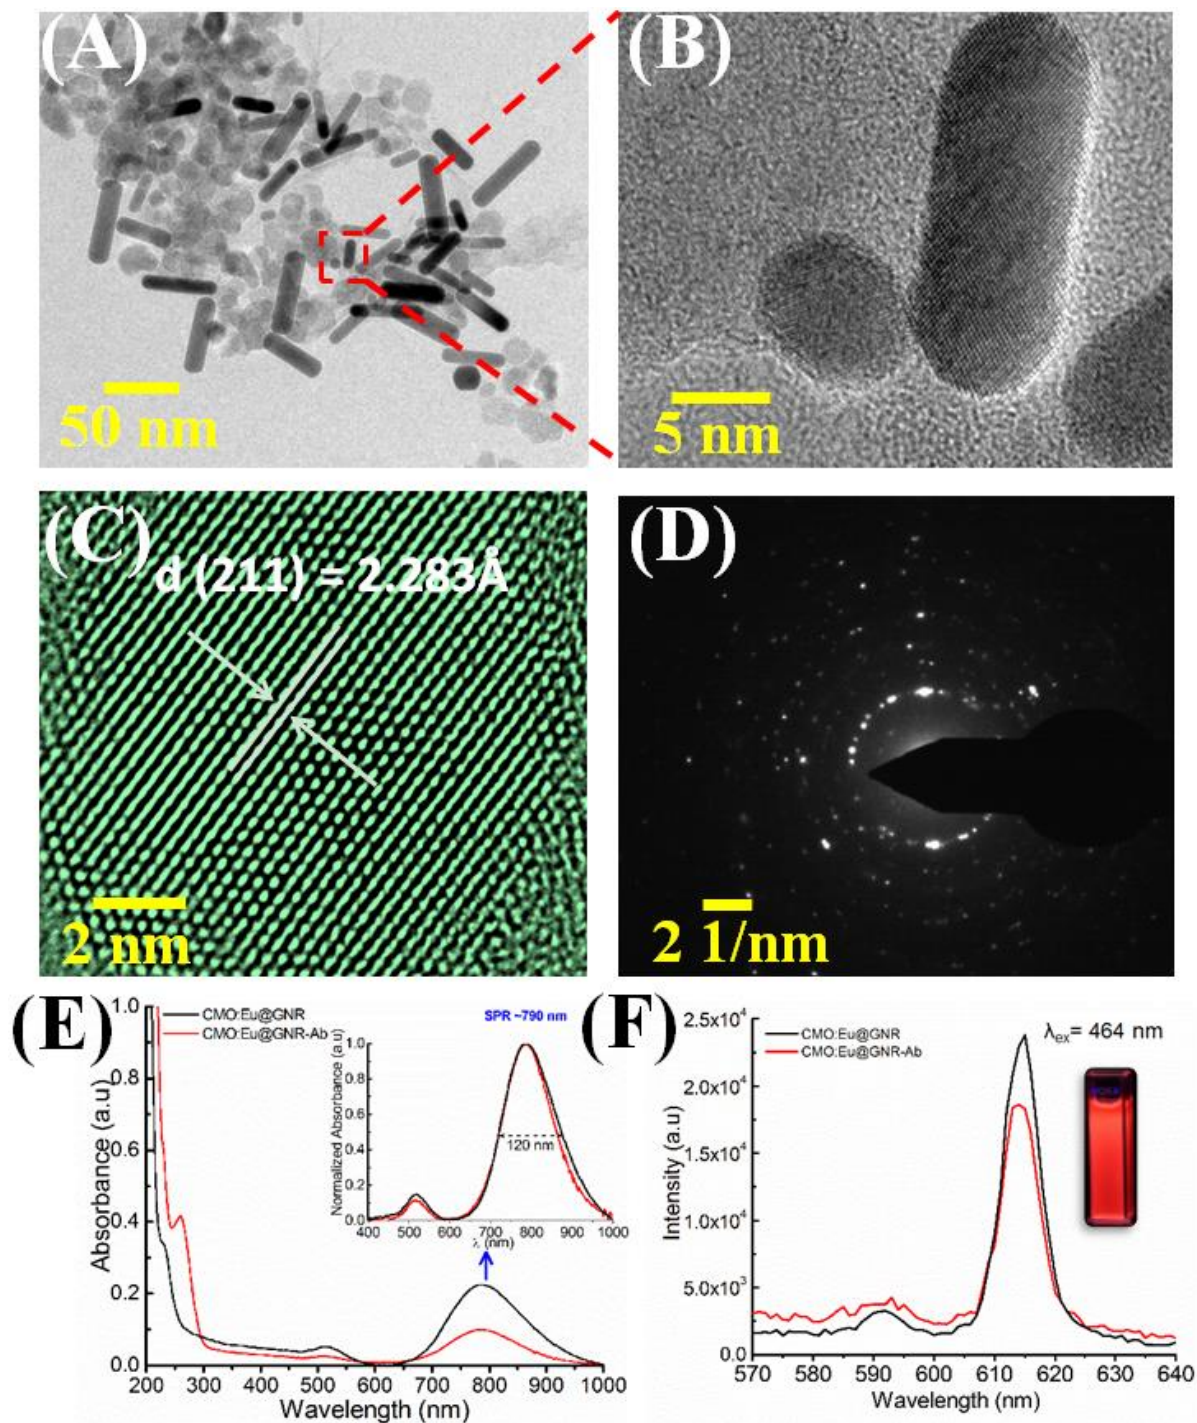 (A)
50 nm
(B)
5 nm
(C)
d (211) = 2.283Å
2 nm
(D)
2 1/nm
(E)
CMO:Eu@GNR
CMO:Eu@GNR-Ab
SPR ~790 nm
1.0
0.8
0.6
0.4
0.2
0.0
Absorbance (a.u)
200 300 400 500 600 700 800 900 1000
Wavelength (nm)
1.0
0.8
0.6
0.4
0.2
0.0
Normalized Absorbance (a.u)
120 nm
400 500 600 700 800 900 1000
λ (nm)
(F)
CMO:Eu@GNR
CMO:Eu@GNR-Ab
λex= 464 nm
2.5x10⁴
2.0x10⁴
1.5x10⁴
1.0x10⁴
5.0x10³
0.0
Intensity (a.u)
570 580 590 600 610 620 630 640
Wavelength (nm)